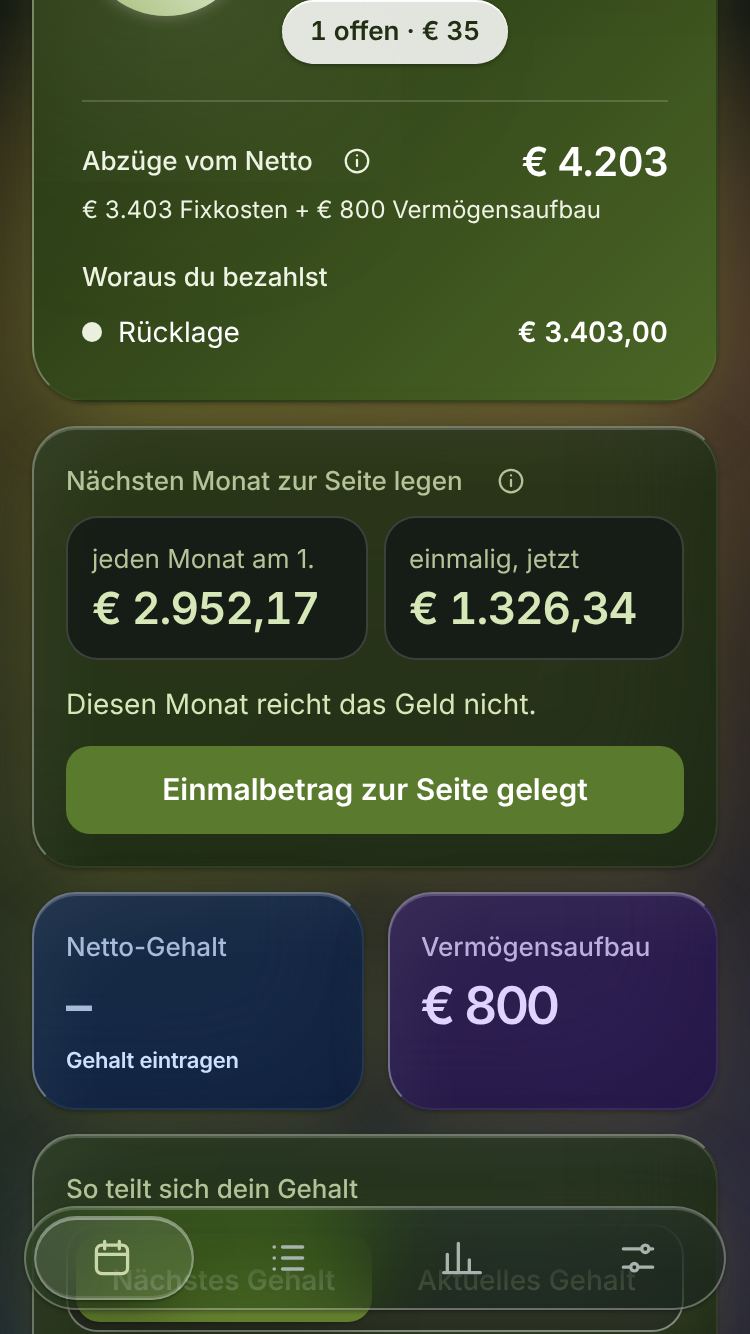 1 offen · € 35
Abzüge vom Netto
€ 4.203
€ 3.403 Fixkosten + € 800 Vermögensaufbau
Woraus du bezahlst
Rücklage
€ 3.403,00
Nächsten Monat zur Seite legen
jeden Monat am 1.
€ 2.952,17
einmalig, jetzt
€ 1.326,34
Diesen Monat reicht das Geld nicht.
Einmalbetrag zur Seite gelegt
Netto-Gehalt
–
Gehalt eintragen
Vermögensaufbau
€ 800
So teilt sich dein Gehalt
Nächstes Gehalt
Aktuelles Gehalt